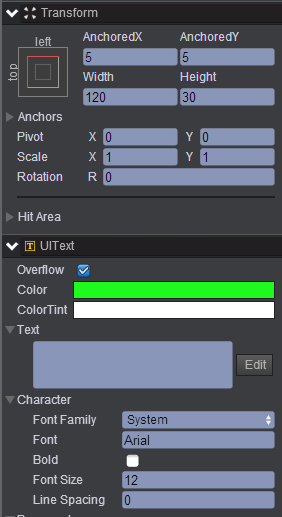 Transform
left
top
AnchoredX AnchoredY
5 5
Width Height
120 30
Anchors
Pivot X 0 Y 0
Scale X 1 Y 1
Rotation R 0
Hit Area
T UIText
Overflow
Color
ColorTint
Text
Edit
Character
Font Family System
Font Arial
Bold
Font Size 12
Line Spacing 0